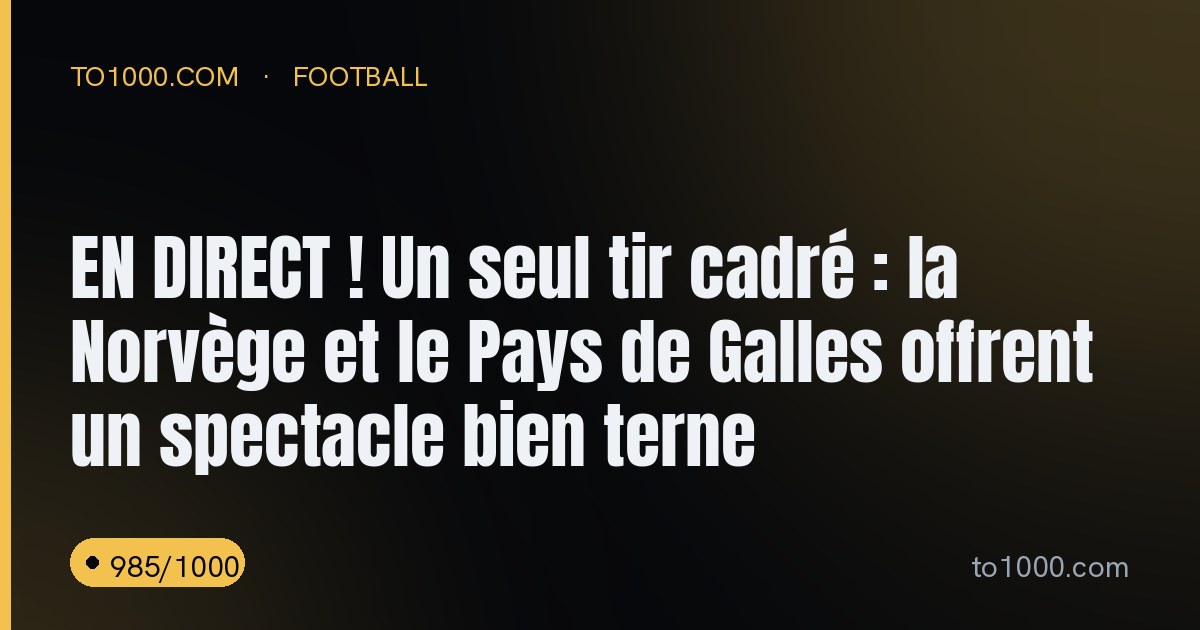 TO1000.COM · FOOTBALL
EN DIRECT ! Un seul tir cadré : la
Norvège et le Pays de Galles offrent
un spectacle bien terne
985/1000
to1000.com